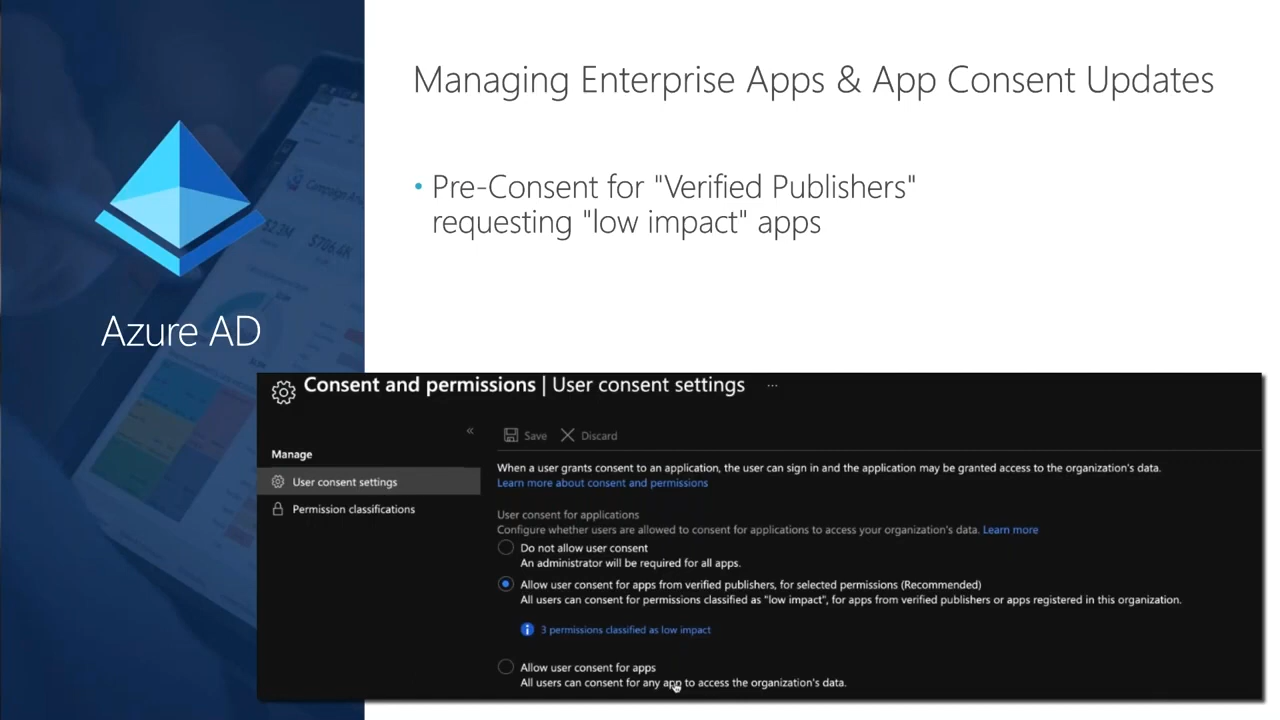 Managing Enterprise Apps & App Consent Updates
• Pre-Consent for "Verified Publishers"
requesting "low impact" apps
$706.4K
Azure AD
Consent and permissions | User consent settings ...
«
Save Discard
Manage
User consent settings
Permission classifications
When a user grants consent to an application, the user can sign in and the application may be granted access to the organization's data.
Learn more about consent and permissions
User consent for applications
Configure whether users are allowed to consent for applications to access your organization's data. Learn more
Do not allow user consent
An administrator will be required for all apps.
Allow user consent for apps from verified publishers, for selected permissions (Recommended)
All users can consent for permissions classified as "low impact", for apps from verified publishers or apps registered in this organization.
3 permissions classified as low impact
Allow user consent for apps
All users can consent for any app to access the organization's data.